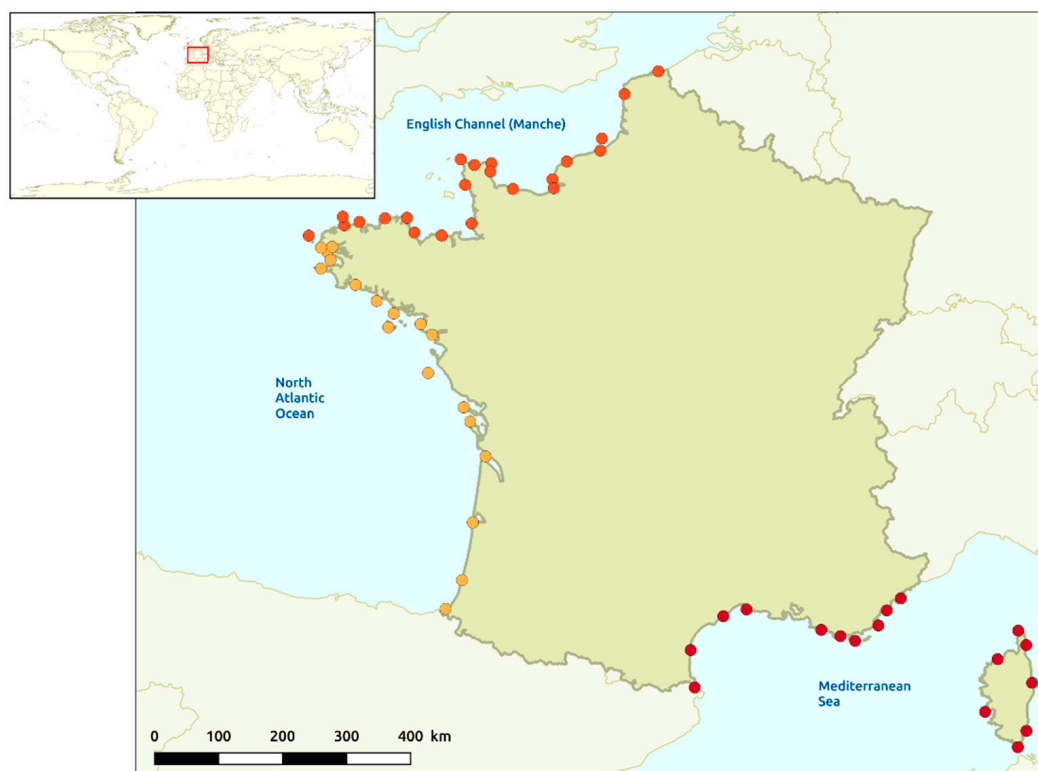 English Channel (Manche)
North
Atlantic
Ocean
Mediterranean
Sea
0 100 200 300 400 km